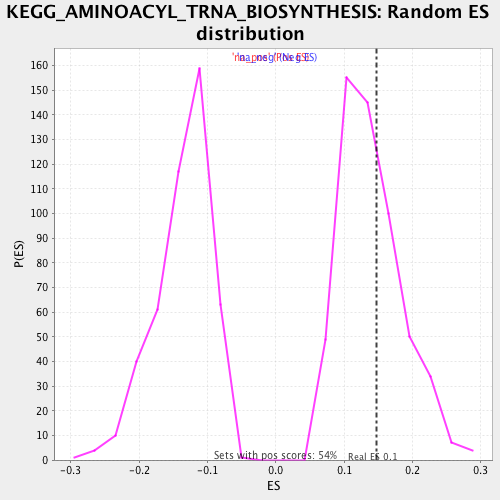 KEGG_AMINOACYL_TRNA_BIOSYNTHESIS: Random ES
distribution
160
150
140
130
120
110
100
90
80
70
60
50
40
30
20
10
0
P(ES)
Sets with pos scores: 54%
Real ES 0.1
-0.3 -0.2 -0.1 0.0 0.1 0.2 0.3
ES